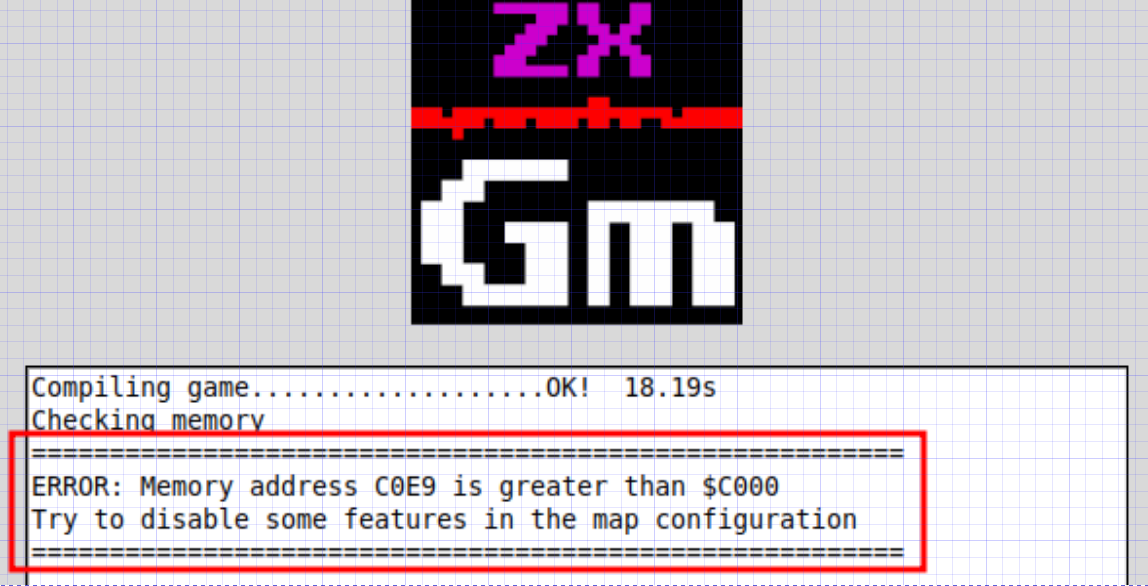 ZX
Gm
Compiling game...................OK!  18.19s
Checking memory
========================================================
ERROR: Memory address C0E9 is greater than $C000
Try to disable some features in the map configuration
========================================================